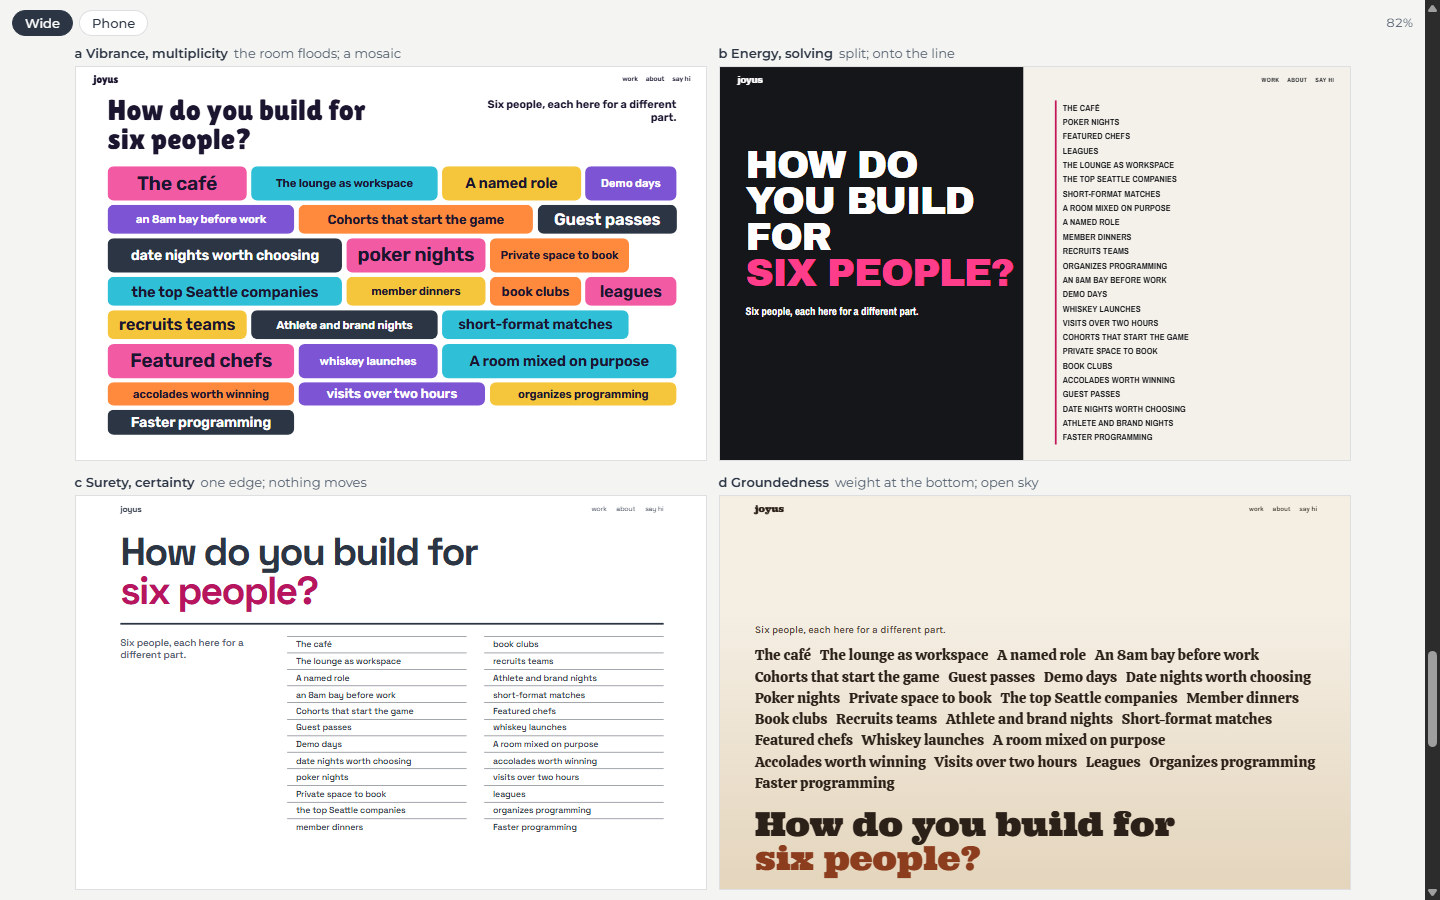 Wide
Phone
82%
a Vibrance, multiplicity the room floods; a mosaic
joyus
work about say hi
How do you build for
six people?
Six people, each here for a different
part.
The café
The lounge as workspace
A named role
Demo days
an 8am bay before work
Cohorts that start the game
Guest passes
date nights worth choosing
poker nights
Private space to book
the top Seattle companies
member dinners
book clubs
leagues
recruits teams
Athlete and brand nights
short-format matches
Featured chefs
whiskey launches
A room mixed on purpose
accolades worth winning
visits over two hours
organizes programming
Faster programming
b Energy, solving split; onto the line
joyus
WORK ABOUT SAY HI
HOW DO
YOU BUILD
FOR
SIX PEOPLE?
Six people, each here for a different part.
THE CAFÉ
POKER NIGHTS
FEATURED CHEFS
LEAGUES
THE LOUNGE AS WORKSPACE
THE TOP SEATTLE COMPANIES
SHORT-FORMAT MATCHES
A ROOM MIXED ON PURPOSE
A NAMED ROLE
MEMBER DINNERS
RECRUITS TEAMS
ORGANIZES PROGRAMMING
AN 8AM BAY BEFORE WORK
DEMO DAYS
WHISKEY LAUNCHES
VISITS OVER TWO HOURS
COHORTS THAT START THE GAME
PRIVATE SPACE TO BOOK
BOOK CLUBS
ACCOLADES WORTH WINNING
GUEST PASSES
DATE NIGHTS WORTH CHOOSING
ATHLETE AND BRAND NIGHTS
FASTER PROGRAMMING
c Surety, certainty one edge; nothing moves
joyus
work about say hi
How do you build for
six people?
Six people, each here for a
different part.
The café
The lounge as workspace
A named role
an 8am bay before work
Cohorts that start the game
Guest passes
Demo days
date nights worth choosing
poker nights
Private space to book
the top Seattle companies
member dinners
book clubs
recruits teams
Athlete and brand nights
short-format matches
Featured chefs
whiskey launches
A room mixed on purpose
accolades worth winning
visits over two hours
leagues
organizes programming
Faster programming
d Groundedness weight at the bottom; open sky
joyus
work about say hi
Six people, each here for a different part.
The café The lounge as workspace A named role An 8am bay before work
Cohorts that start the game Guest passes Demo days Date nights worth choosing
Poker nights Private space to book The top Seattle companies Member dinners
Book clubs Recruits teams Athlete and brand nights Short-format matches
Featured chefs Whiskey launches A room mixed on purpose
Accolades worth winning Visits over two hours Leagues Organizes programming
Faster programming
How do you build for
six people?